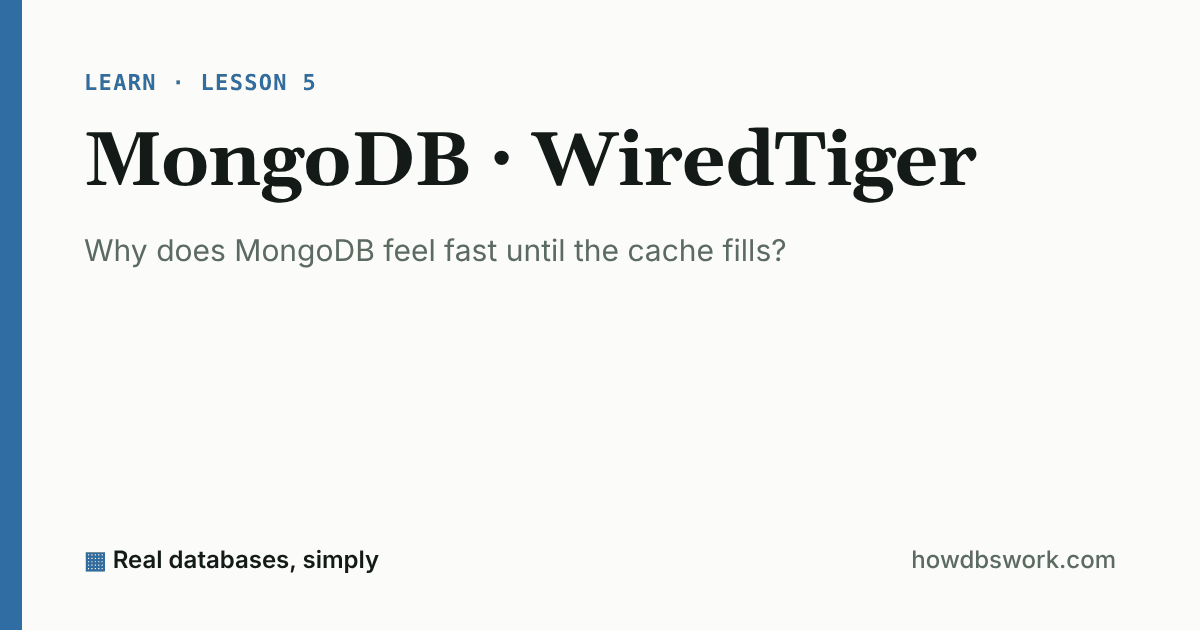 LEARN · LESSON 5
MongoDB · WiredTiger
Why does MongoDB feel fast until the cache fills?
▦ Real databases, simply
howdbswork.com